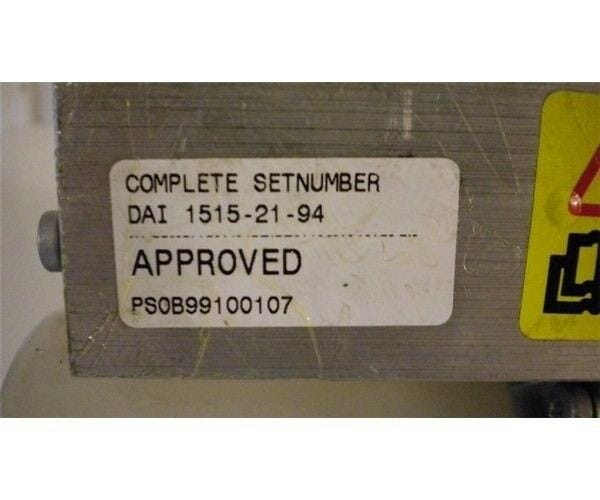 COMPLETE SETNUMBER
DAI 1515-21-94
APPROVED
PS0B99100107